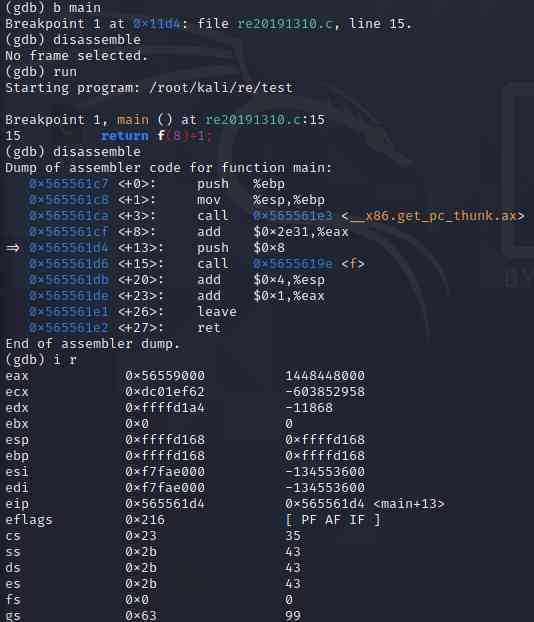 (gdb) b main
Breakpoint 1 at 0×11d4: file re20191310.c, line 15.
(gdb) disassemble
No frame selected.
(gdb) run
Starting program: /root/kali/re/test
Breakpoint 1, main () at re20191310.c:15
15          return f(8)+1;
(gdb) disassemble
Dump of assembler code for function main:
   0×565561c7 <+0>:     push   %ebp
   0×565561c8 <+1>:     mov    %esp,%ebp
   0×565561ca <+3>:     call   0×565561e3 <__x86.get_pc_thunk.ax>
   0×565561cf <+8>:     add    $0×2e31,%eax
⇒ 0×565561d4 <+13>:    push   $0×8
   0×565561d6 <+15>:    call   0×5655619e <f>
   0×565561db <+20>:    add    $0×4,%esp
   0×565561de <+23>:    add    $0×1,%eax
   0×565561e1 <+26>:    leave
   0×565561e2 <+27>:    ret
End of assembler dump.
(gdb) i r
eax            0×56559000          1448448000
ecx            0×dc01ef62          -603852958
edx            0×ffffd1a4          -11868
ebx            0×0                 0
esp            0×ffffd168          0×ffffd168
ebp            0×ffffd168          0×ffffd168
esi            0×f7fae000          -134553600
edi            0×f7fae000          -134553600
eip            0×565561d4          0×565561d4 <main+13>
eflags         0×216               [ PF AF IF ]
cs             0×23                35
ss             0×2b                43
ds             0×2b                43
es             0×2b                43
fs             0×0                 0
gs             0×63                99
BY